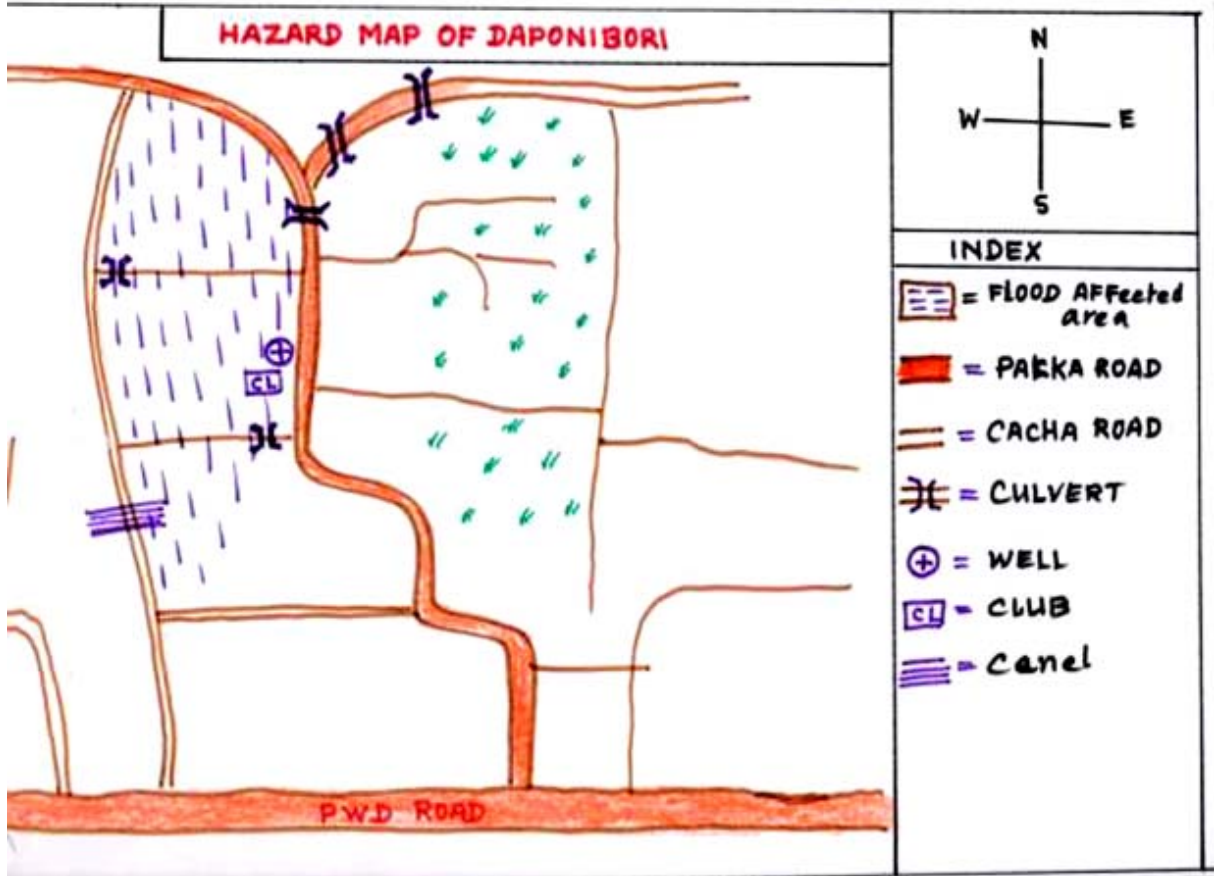 HAZARD MAP OF DAPONIBORI
N
W E
S
INDEX
= FLOOD AFFected
area
= PAKKA ROAD
= CACHA ROAD
= CULVERT
= WELL
CL = CLUB
= Canel
CL
PWD ROAD